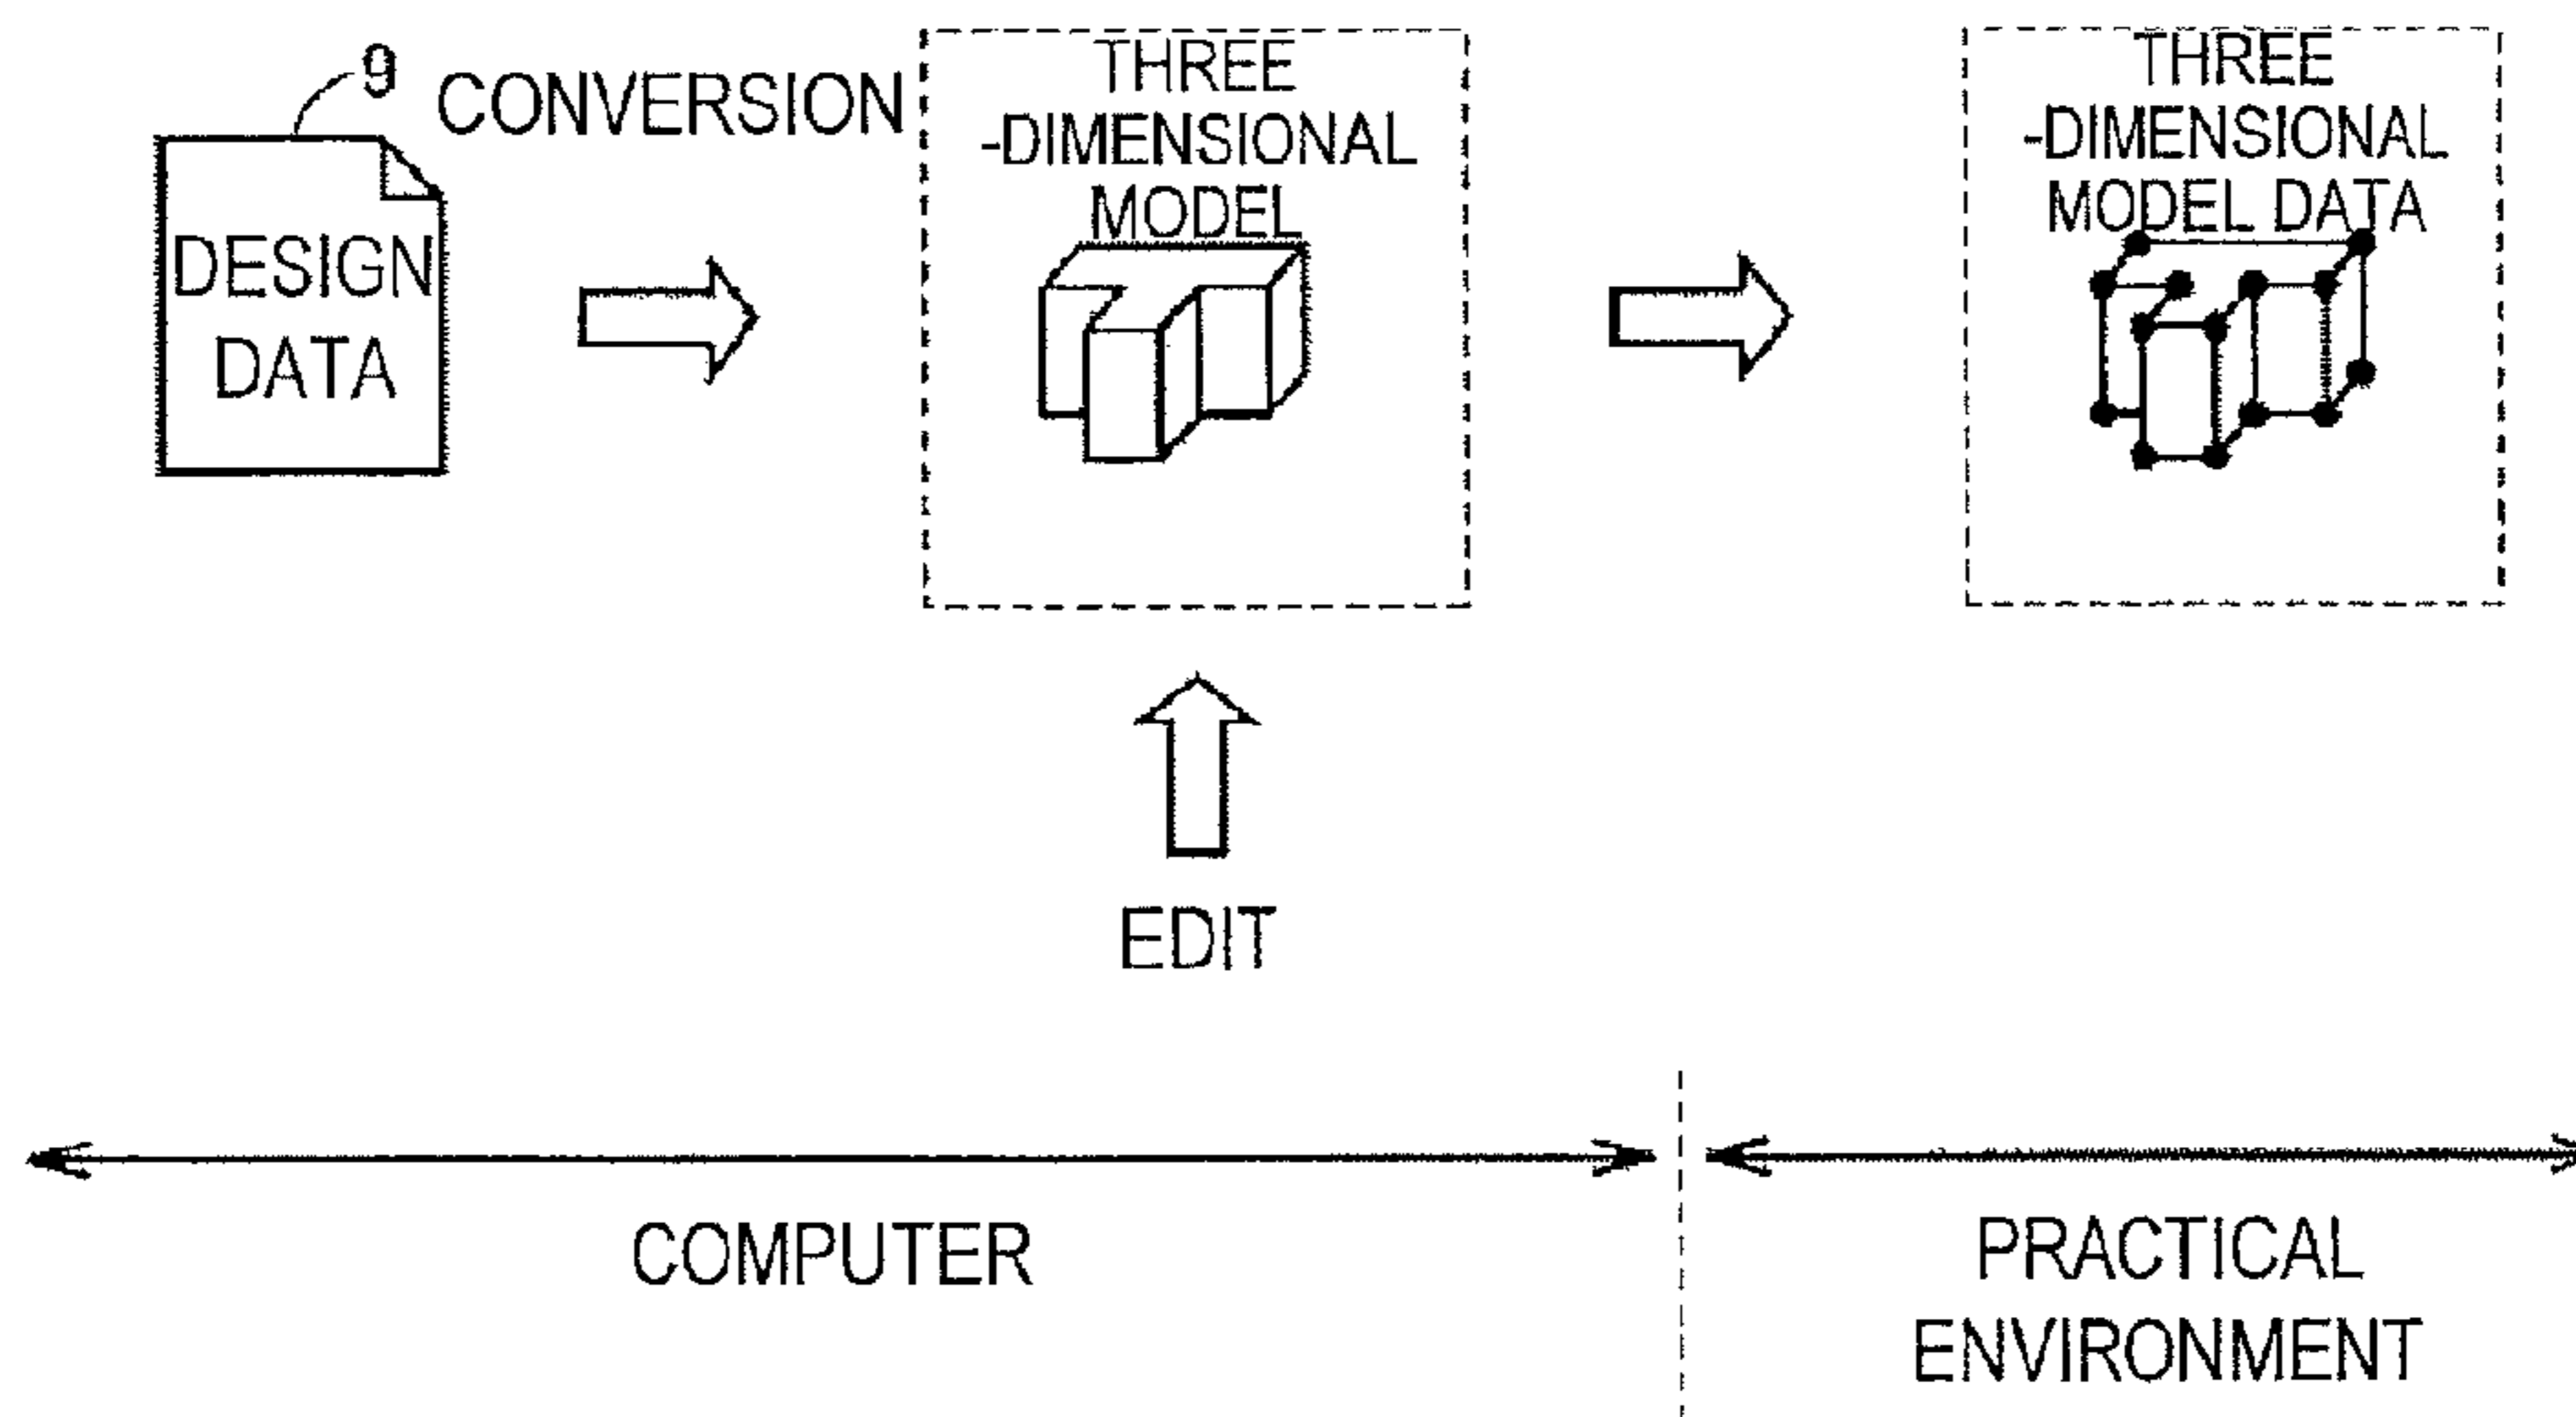 9
CONVERSION
DESIGN
DATA
THREE
-DIMENSIONAL
MODEL
THREE
-DIMENSIONAL
MODEL DATA
EDIT
COMPUTER
PRACTICAL
ENVIRONMENT